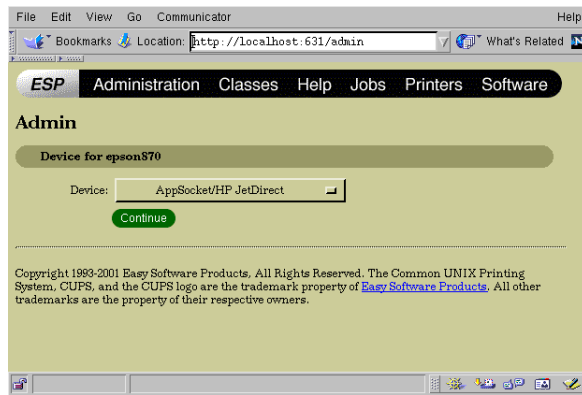 File Edit View Go Communicator Help
Bookmarks Location: http://localhost:631/admin What's Related N
ESP Administration Classes Help Jobs Printers Software
Admin
Device for epson870
Device: AppSocket/HP JetDirect
Continue
Copyright 1993-2001 Easy Software Products, All Rights Reserved. The Common UNIX Printing
System, CUPS, and the CUPS logo are the trademark property of Easy Software Products. All other
trademarks are the property of their respective owners.